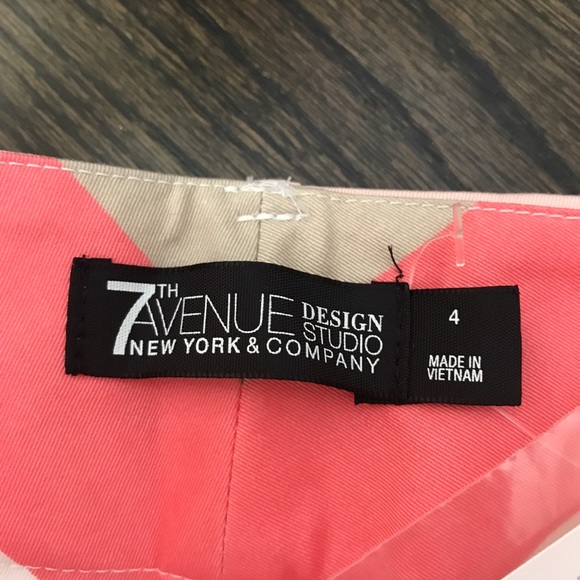 7TH AVENUE DESIGN STUDIO
NEW YORK & COMPANY
4
MADE IN
VIETNAM